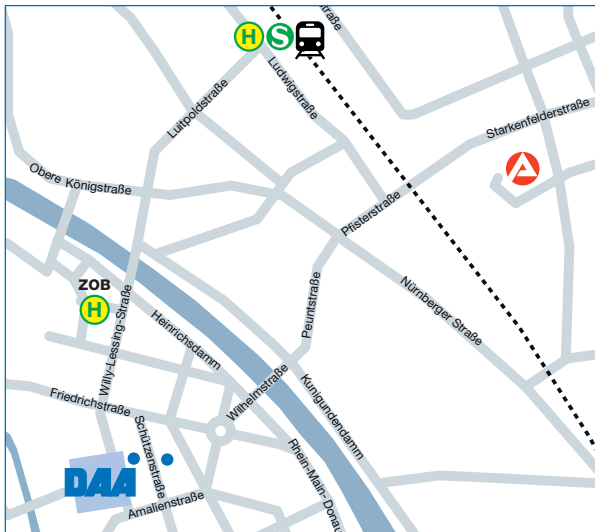 straße
H S
Ludwigstraße
Luitpoldstraße
Starkenfelderstraße
Obere Königstraße
Pfisterstraße
ZOB
H
Peuntstraße
Nürnberger Straße
Willy-Lessing-Straße
Heinrichsdamm
Kunigundendamm
Wilhelmstraße
Friedrichstraße
Schützenstraße
Rhein-Main- Donau
DAA
Amalienstraße